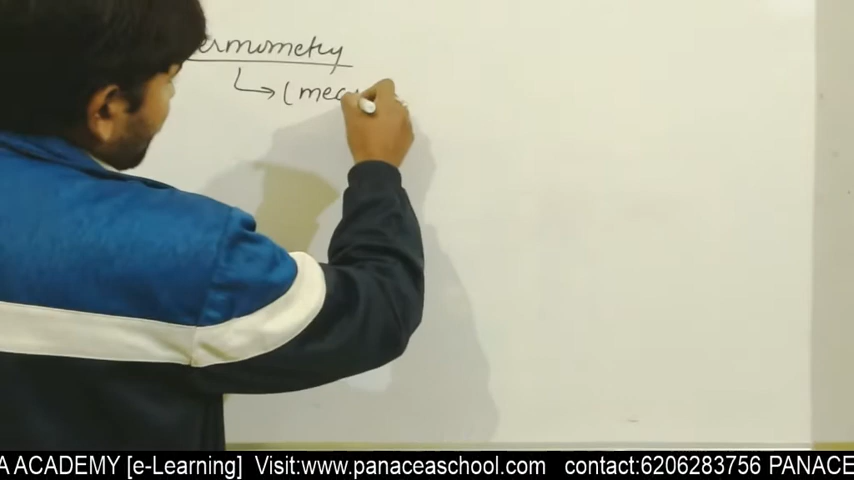 ermometry
(mea
A ACADEMY [e-Learning] Visit:www.panaceaschool.com contact:6206283756 PANACE